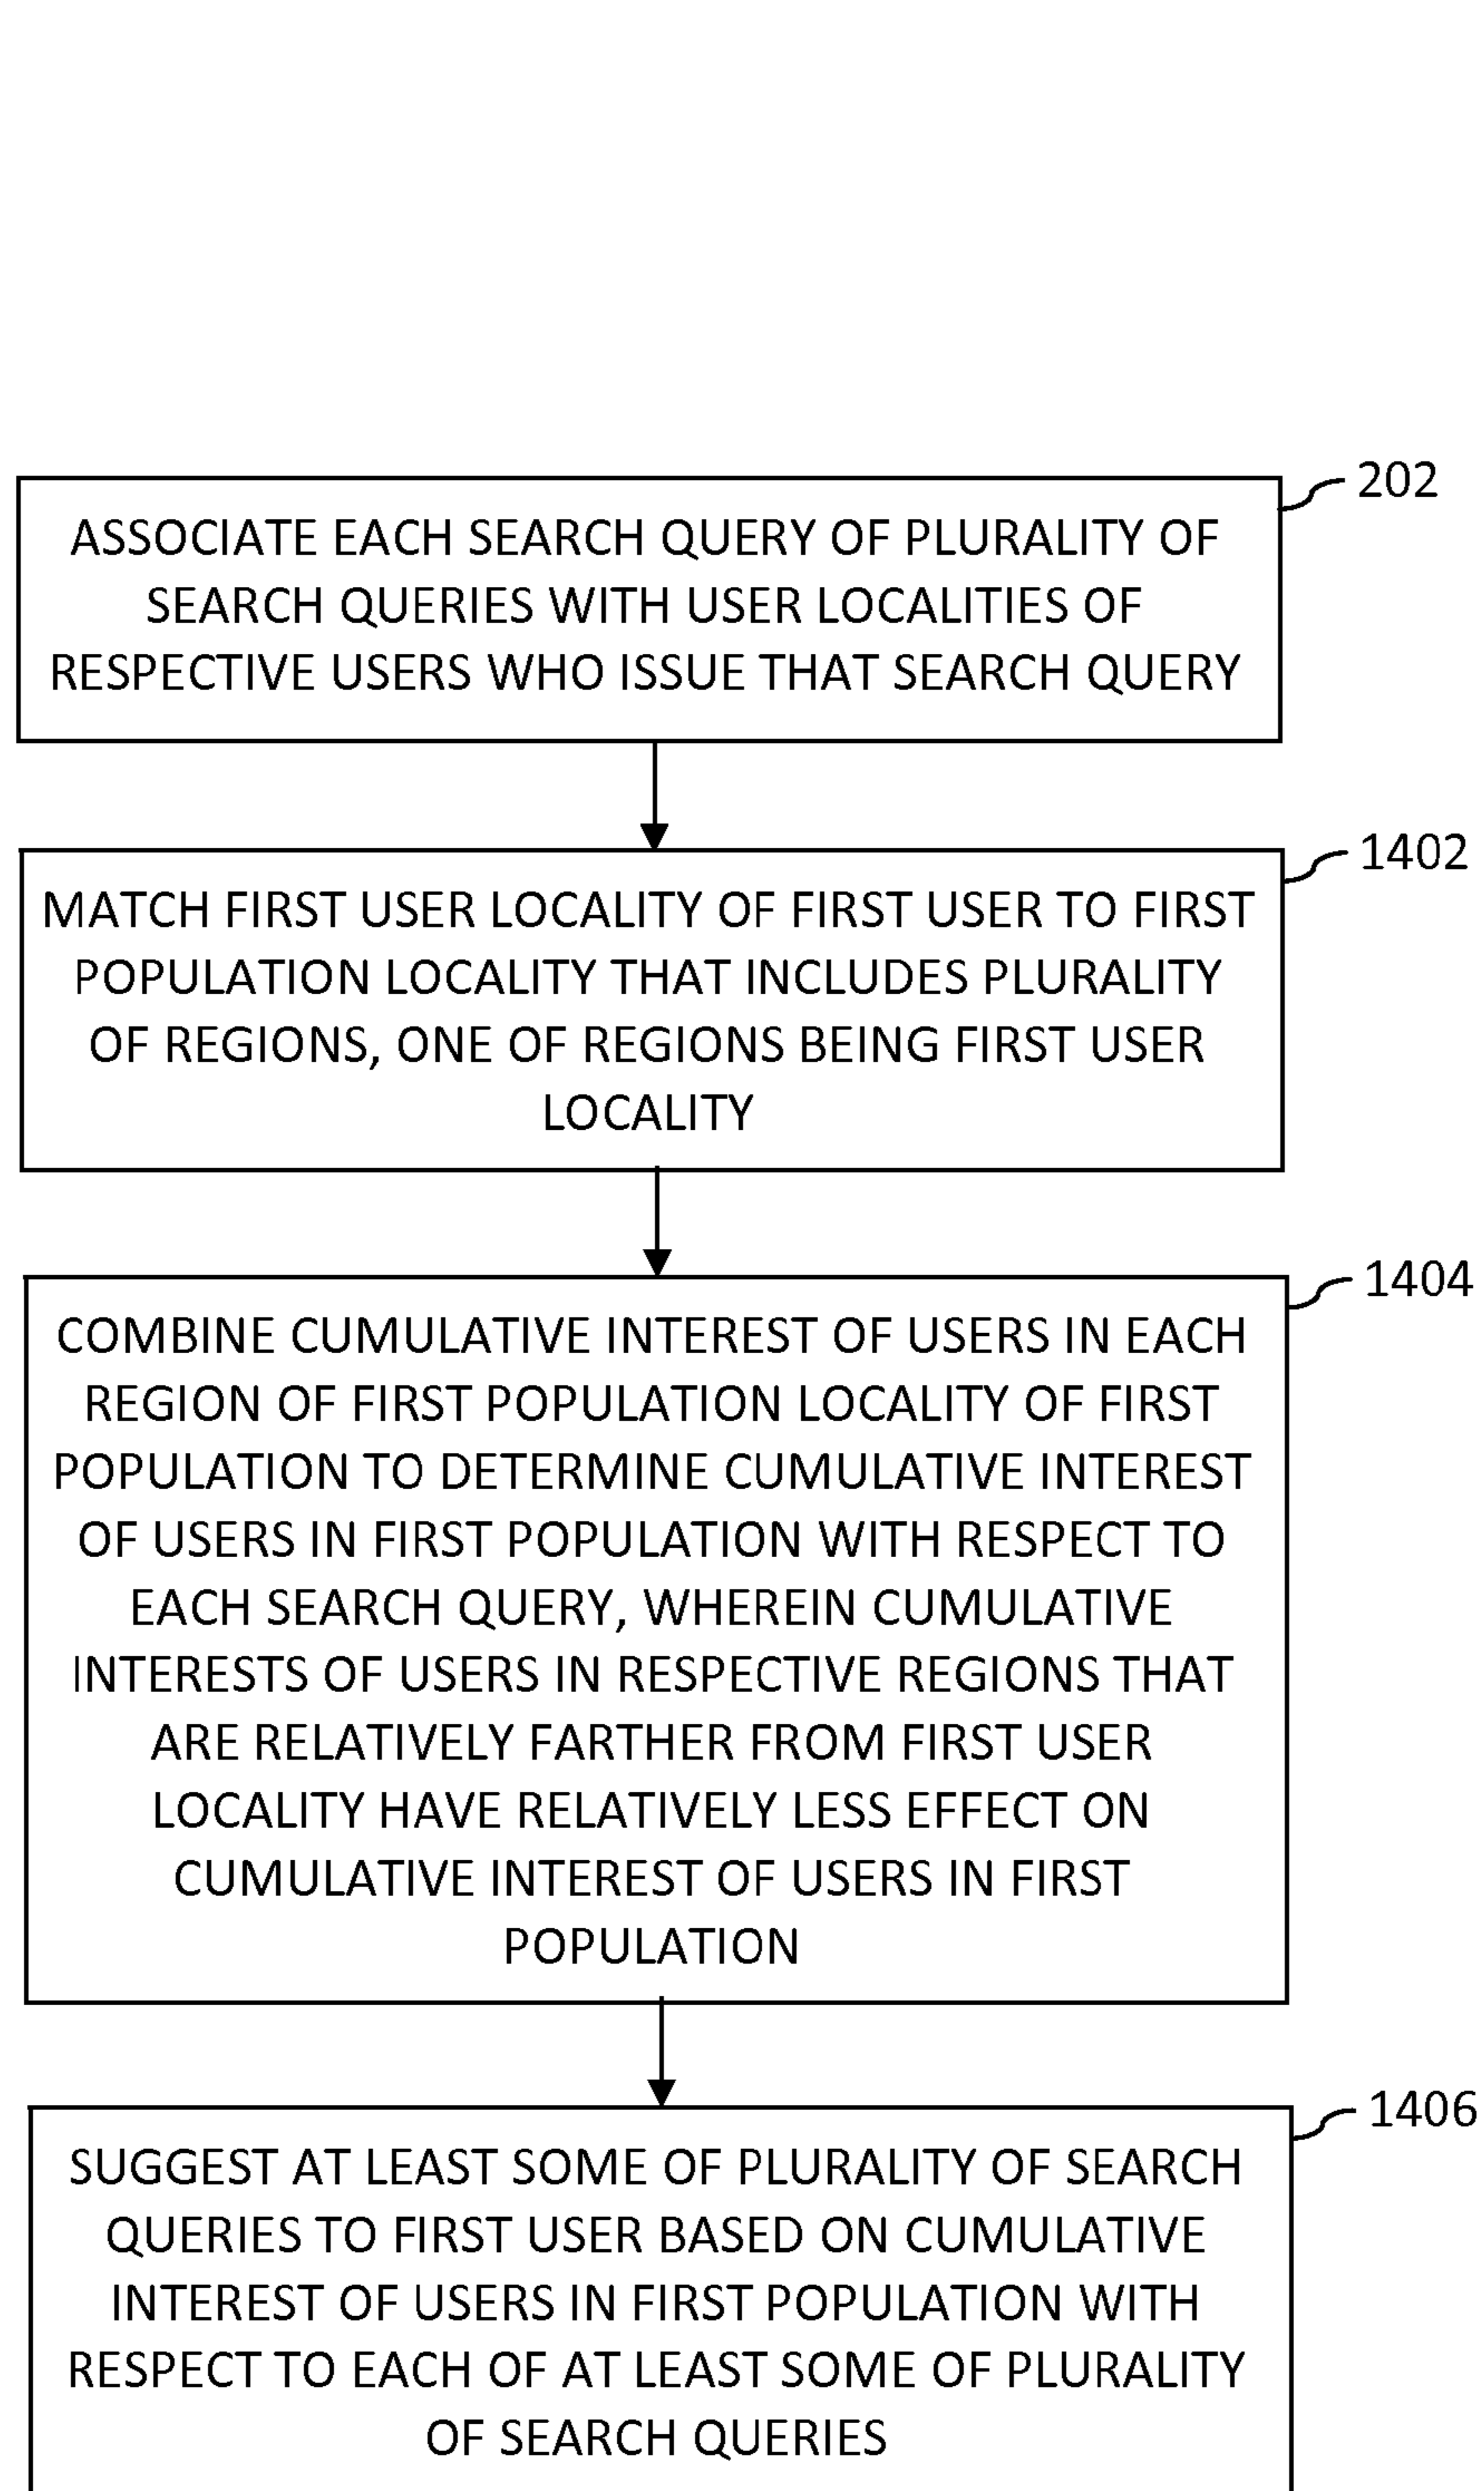 202
ASSOCIATE EACH SEARCH QUERY OF PLURALITY OF
SEARCH QUERIES WITH USER LOCALITIES OF
RESPECTIVE USERS WHO ISSUE THAT SEARCH QUERY
1402
MATCH FIRST USER LOCALITY OF FIRST USER TO FIRST
POPULATION LOCALITY THAT INCLUDES PLURALITY
OF REGIONS, ONE OF REGIONS BEING FIRST USER
LOCALITY
1404
COMBINE CUMULATIVE INTEREST OF USERS IN EACH
REGION OF FIRST POPULATION LOCALITY OF FIRST
POPULATION TO DETERMINE CUMULATIVE INTEREST
OF USERS IN FIRST POPULATION WITH RESPECT TO
EACH SEARCH QUERY, WHEREIN CUMULATIVE
INTERESTS OF USERS IN RESPECTIVE REGIONS THAT
ARE RELATIVELY FARTHER FROM FIRST USER
LOCALITY HAVE RELATIVELY LESS EFFECT ON
CUMULATIVE INTEREST OF USERS IN FIRST
POPULATION
1406
SUGGEST AT LEAST SOME OF PLURALITY OF SEARCH
QUERIES TO FIRST USER BASED ON CUMULATIVE
INTEREST OF USERS IN FIRST POPULATION WITH
RESPECT TO EACH OF AT LEAST SOME OF PLURALITY
OF SEARCH QUERIES